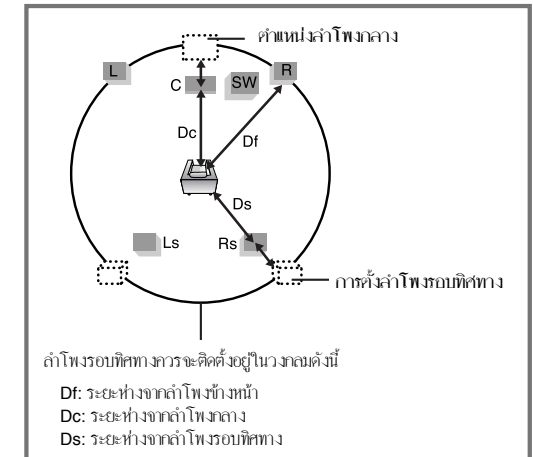 ตำแหน่งลำโพงกลาง
L
R
C
SW
Dc
Df
Ds
Ls
Rs
การตั้งลำโพงรอบทิศทาง
ลำโพงรอบทิศทางควรจะติดตั้งอยู่ในวงกลมดังนี้
Df: ระยะห่างจากลำโพงข้างหน้า
Dc: ระยะห่างจากลำโพงกลาง
Ds: ระยะห่างจากลำโพงรอบทิศทาง